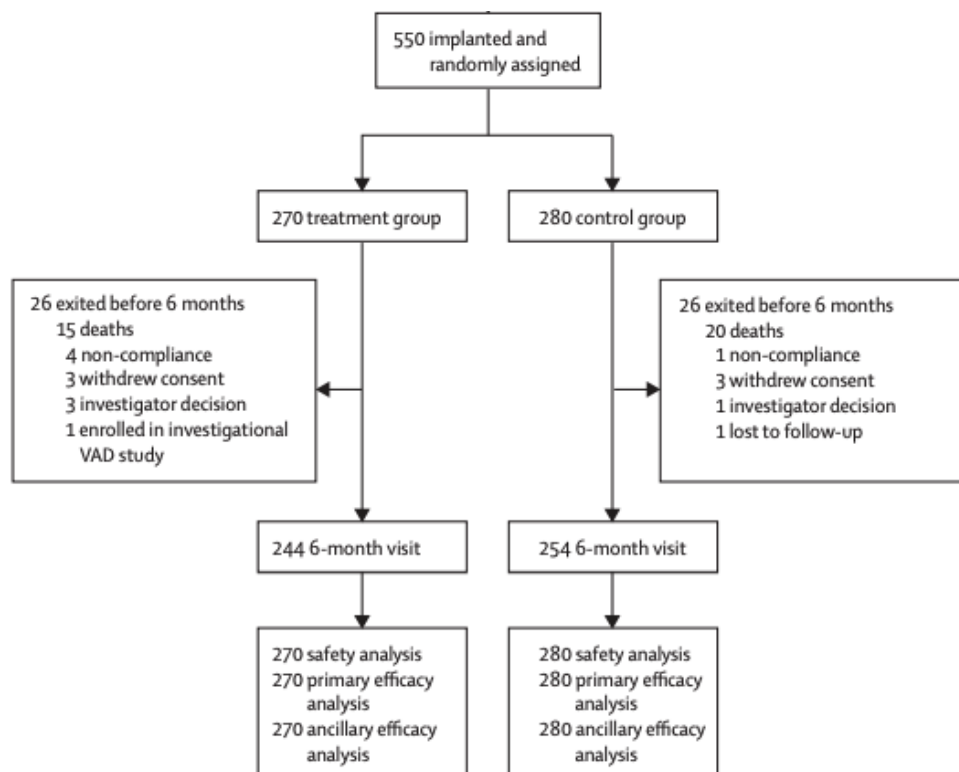 550 implanted and
randomly assigned
270 treatment group
280 control group
26 exited before 6 months
15 deaths
4 non-compliance
3 withdrew consent
3 investigator decision
1 enrolled in investigational
VAD study
26 exited before 6 months
20 deaths
1 non-compliance
3 withdrew consent
1 investigator decision
1 lost to follow-up
244 6-month visit
254 6-month visit
270 safety analysis
270 primary efficacy
analysis
270 ancillary efficacy
analysis
280 safety analysis
280 primary efficacy
analysis
280 ancillary efficacy
analysis